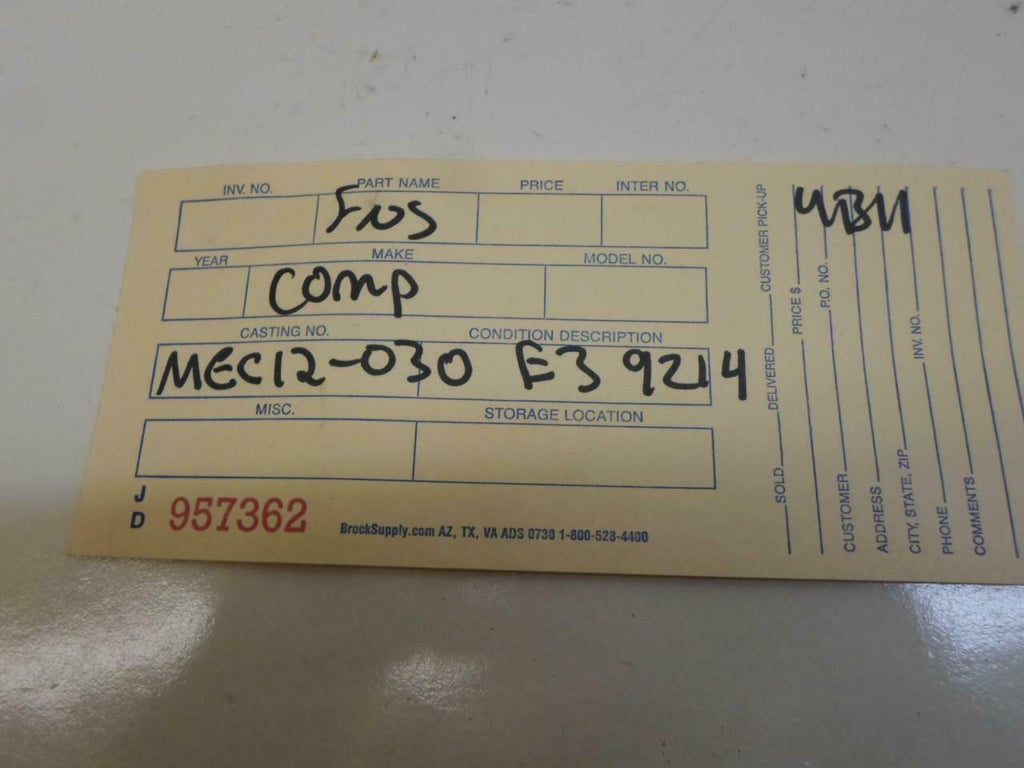 INV. NO. PART NAME PRICE INTER NO.
Fus
YEAR MAKE MODEL NO.
comp
CASTING NO. CONDITION DESCRIPTION
MEC12-030 E3 9214
MISC. STORAGE LOCATION
J
D
957362
BrockSupply.com AZ, TX, VA ADS 0730 1-800-528-4400
SOLD DELIVERED CUSTOMER PICK-UP
PRICE $
P.O. NO.
CUSTOMER
ADDRESS
CITY, STATE, ZIP INV. NO.
PHONE
COMMENTS